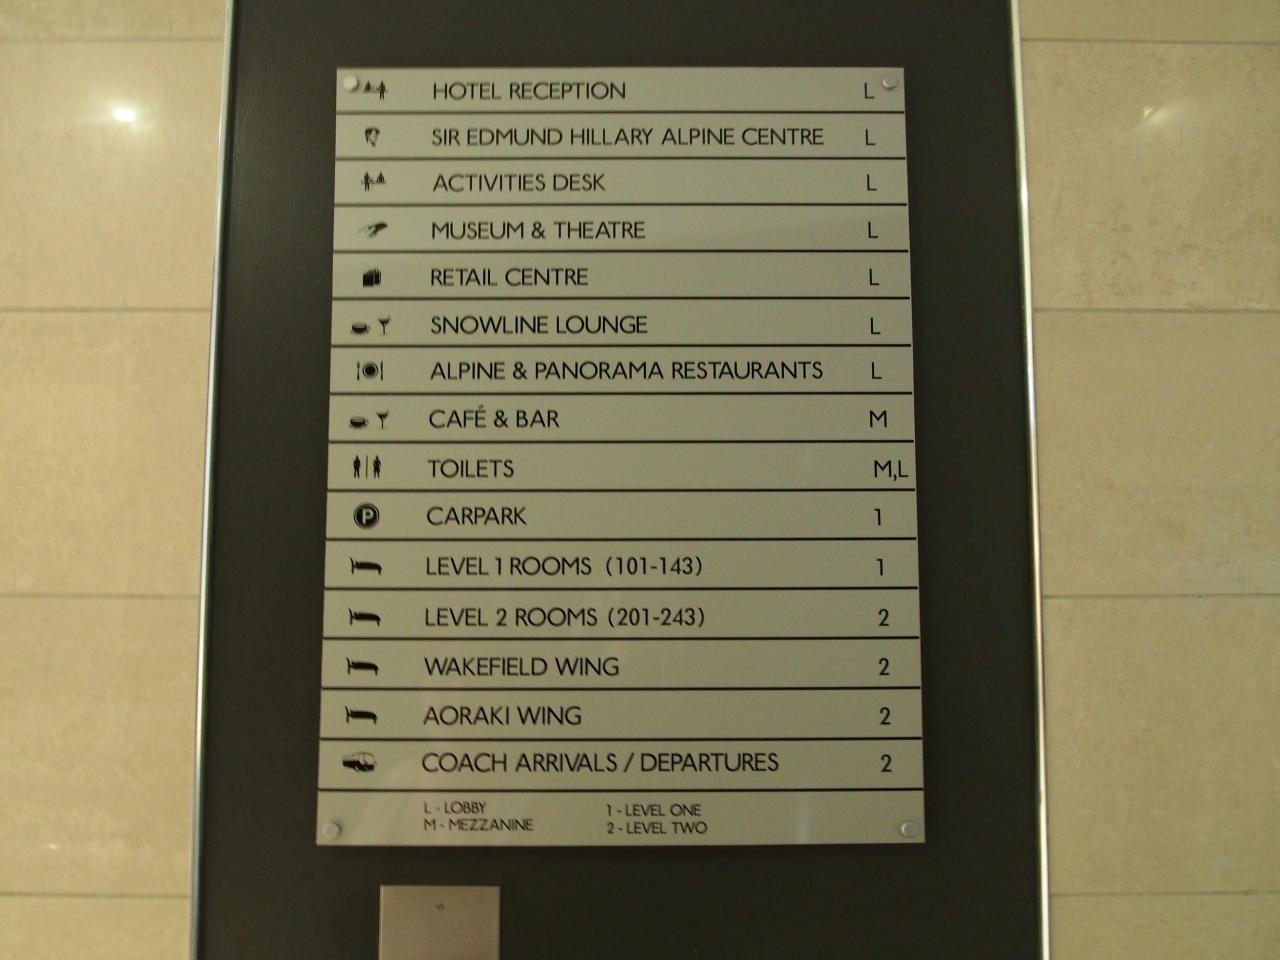 HOTEL RECEPTION L
SIR EDMUND HILLARY ALPINE CENTRE L
ACTIVITIES DESK L
MUSEUM & THEATRE L
RETAIL CENTRE L
SNOWLINE LOUNGE L
ALPINE & PANORAMA RESTAURANTS L
CAFÉ & BAR M
TOILETS M,L
P CARPARK 1
LEVEL 1 ROOMS (101-143) 1
LEVEL 2 ROOMS (201-243) 2
WAKEFIELD WING 2
AORAKI WING 2
COACH ARRIVALS / DEPARTURES 2
L - LOBBY 1 - LEVEL ONE
M - MEZZANINE 2 - LEVEL TWO